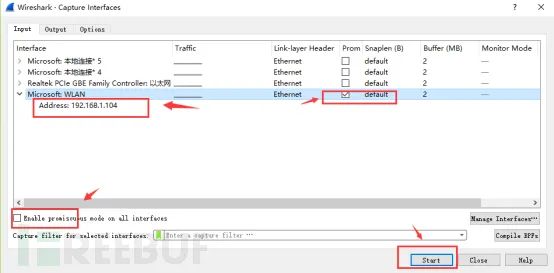 Wireshark - Capture Interfaces
Input Output Options
Interface Traffic Link-layer Header Prom Snaplen (B) Buffer (MB) Monitor Mode
Microsoft: 本地连接* 5 Ethernet default 2 —
Microsoft: 本地连接* 4 Ethernet default 2 —
Realtek PCIe GBE Family Controller: 以太网 Ethernet default 2 —
Microsoft: WLAN Ethernet default 2 —
Address: 192.168.1.104
Enable promiscuous mode on all interfaces Manage Interfaces…
Capture filter for selected interfaces: Enter a capture filter … Compile BPFs
REEBUF
Start Close Help